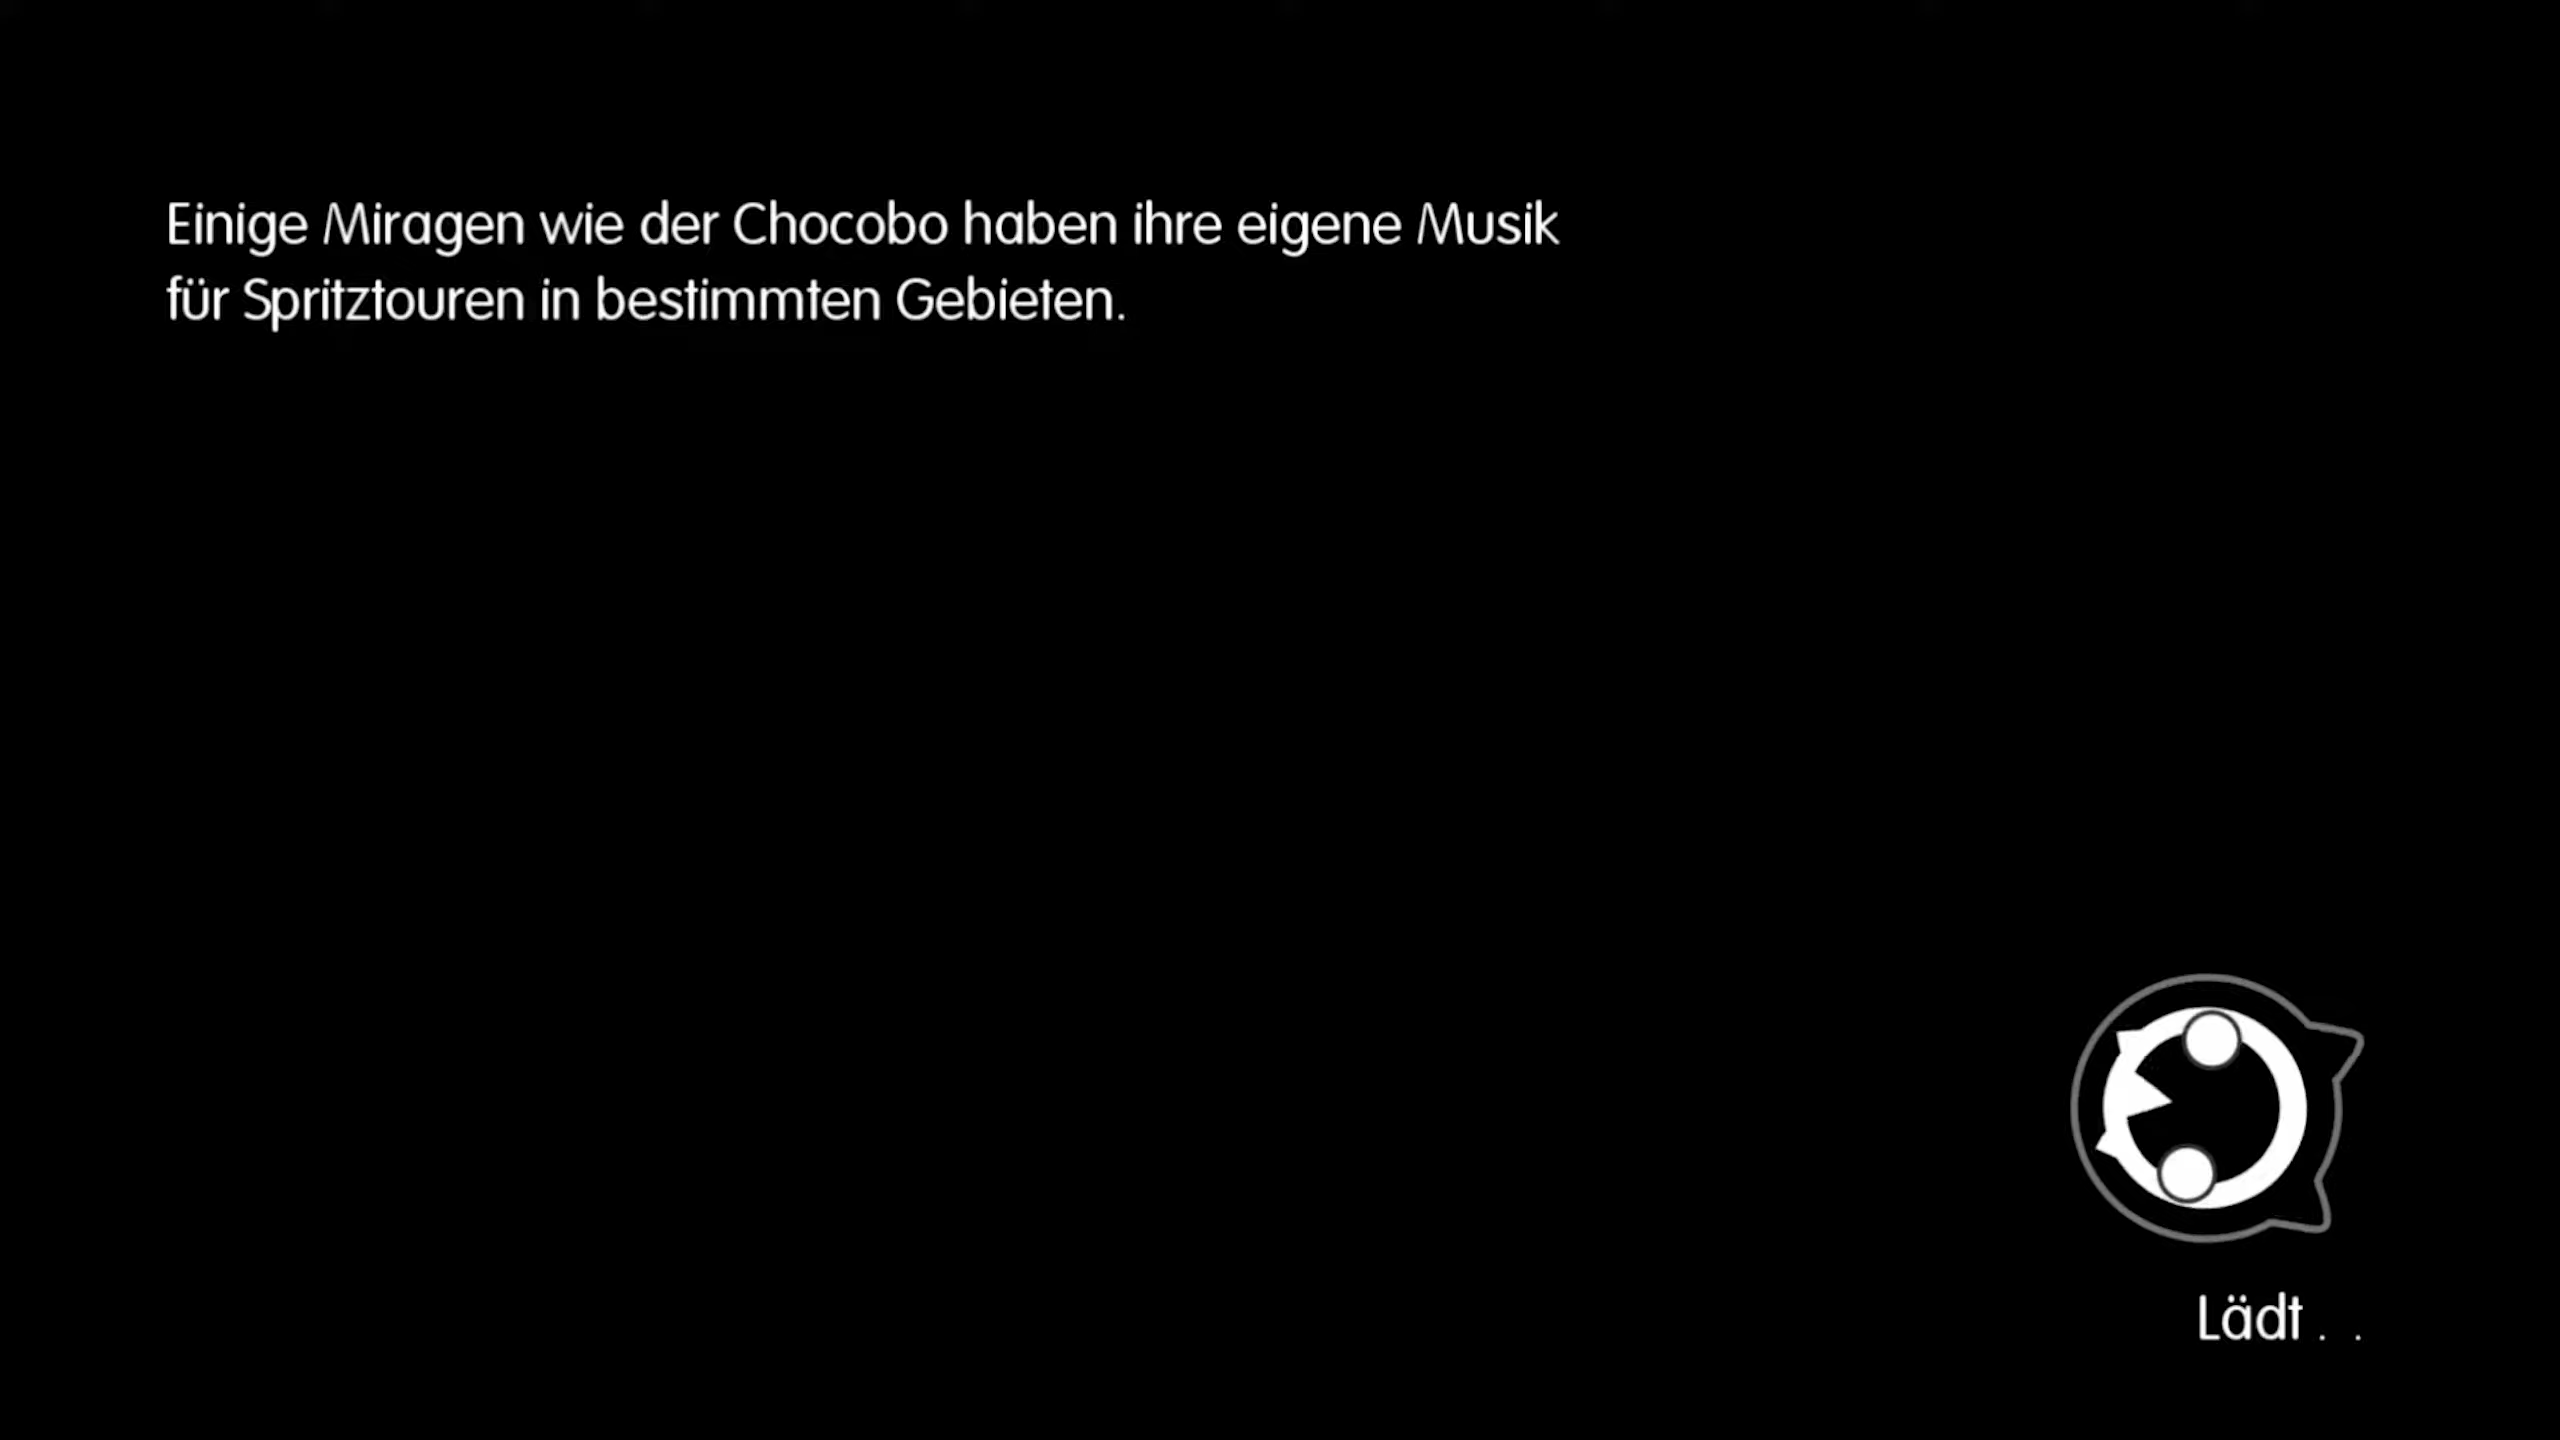 Einige Miragen wie der Chocobo haben ihre eigene Musik
für Spritztouren in bestimmten Gebieten.
Lädt . .